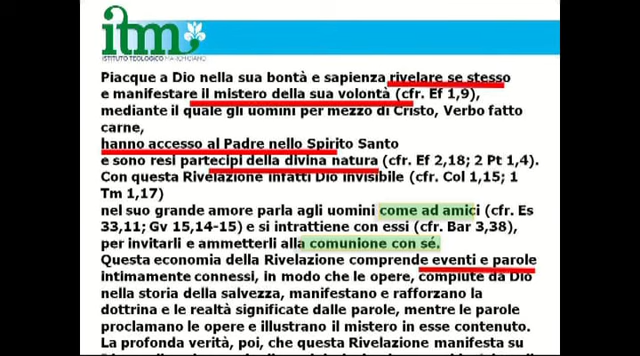 itm
ISTITUTO TEOLOGICO MARCHIGIANO
Piacque a Dio nella sua bontà e sapienza rivelare se stesso
e manifestare il mistero della sua volontà (cfr. Ef 1,9),
mediante il quale gli uomini per mezzo di Cristo, Verbo fatto
carne,
hanno accesso al Padre nello Spirito Santo
e sono resi partecipi della divina natura (cfr. Ef 2,18; 2 Pt 1,4).
Con questa Rivelazione infatti Dio invisibile (cfr. Col 1,15; 1
Tm 1,17)
nel suo grande amore parla agli uomini come ad amici (cfr. Es
33,11; Gv 15,14-15) e si intrattiene con essi (cfr. Bar 3,38),
per invitarli e ammetterli alla comunione con sé.
Questa economia della Rivelazione comprende eventi e parole
intimamente connessi, in modo che le opere, compiute da Dio
nella storia della salvezza, manifestano e rafforzano la
dottrina e le realtà significate dalle parole, mentre le parole
proclamano le opere e illustrano il mistero in esse contenuto.
La profonda verità, poi, che questa Rivelazione manifesta su